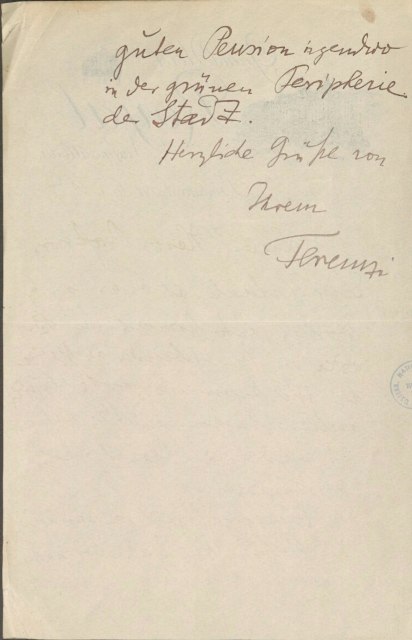 guten Pension irgendwo
in der grünen Peripherie
der Stadt.
Herzliche Grüße von
Ihrem
Ferenczi